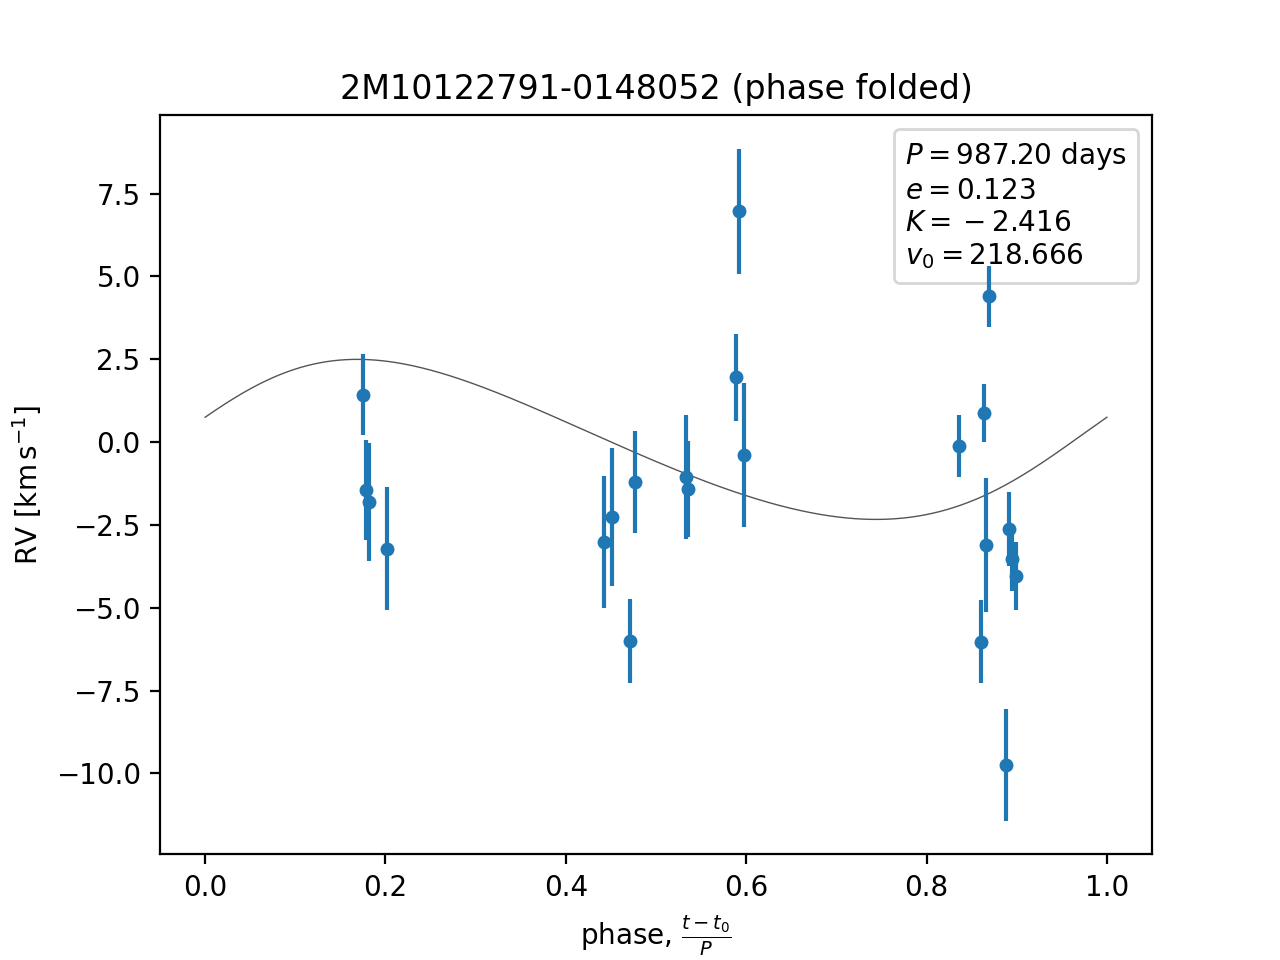 2M10122791-0148052 (phase folded)
P = 987.20 days
e = 0.123
K = −2.416
v₀ = 218.666
RV [km s⁻¹]
7.5
5.0
2.5
0.0
−2.5
−5.0
−7.5
−10.0
0.0 0.2 0.4 0.6 0.8 1.0
phase, (t − t₀)/P